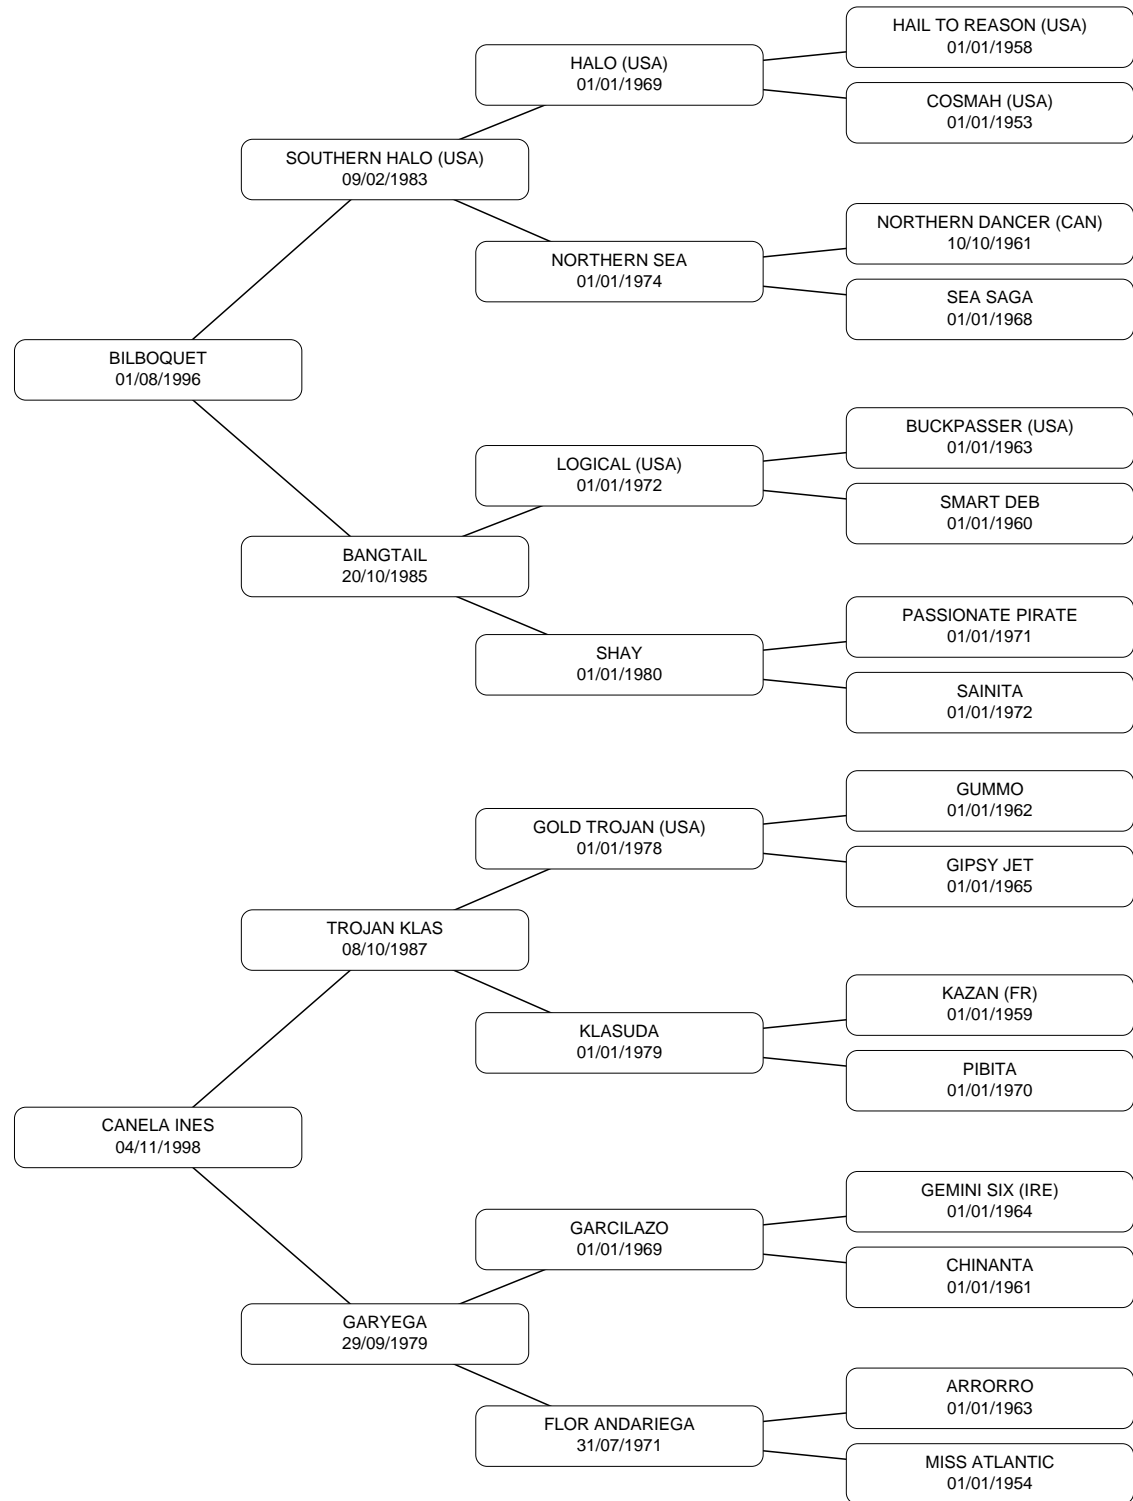 HAIL TO REASON (USA)
01/01/1958
HALO (USA)
01/01/1969
COSMAH (USA)
01/01/1953
SOUTHERN HALO (USA)
09/02/1983
NORTHERN DANCER (CAN)
10/10/1961
NORTHERN SEA
01/01/1974
SEA SAGA
01/01/1968
BILBOQUET
01/08/1996
BUCKPASSER (USA)
01/01/1963
LOGICAL (USA)
01/01/1972
SMART DEB
01/01/1960
BANGTAIL
20/10/1985
PASSIONATE PIRATE
01/01/1971
SHAY
01/01/1980
SAINITA
01/01/1972
GUMMO
01/01/1962
GOLD TROJAN (USA)
01/01/1978
GIPSY JET
01/01/1965
TROJAN KLAS
08/10/1987
KAZAN (FR)
01/01/1959
KLASUDA
01/01/1979
PIBITA
01/01/1970
CANELA INES
04/11/1998
GEMINI SIX (IRE)
01/01/1964
GARCILAZO
01/01/1969
CHINANTA
01/01/1961
GARYEGA
29/09/1979
ARRORRO
01/01/1963
FLOR ANDARIEGA
31/07/1971
MISS ATLANTIC
01/01/1954